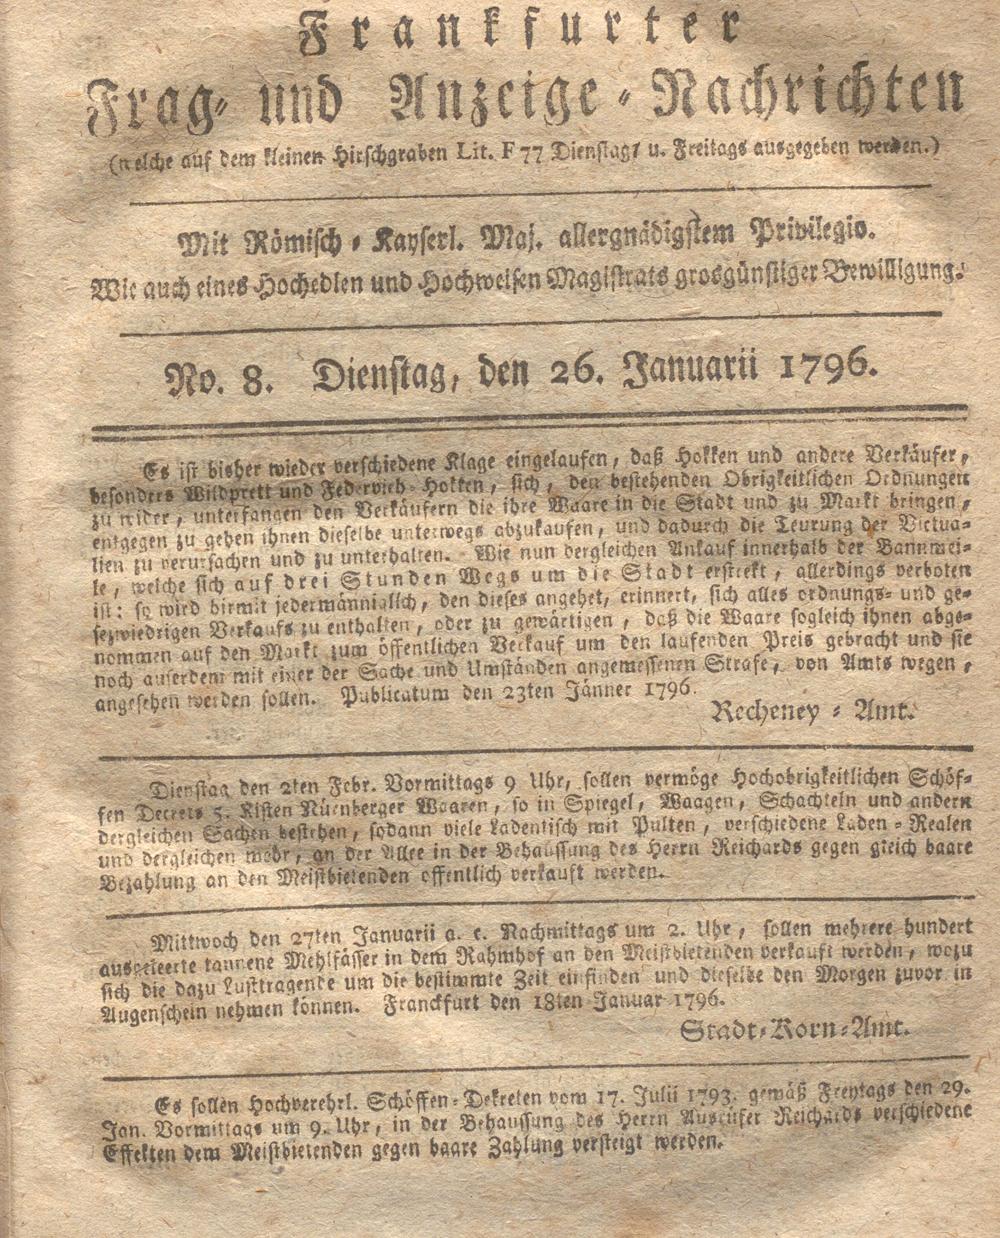 Frankfurter
Frag- und Anzeige-Nachrichten
(welche auf dem kleinen Hirschgraben Lit. F 77 Dienstags u. Freitags ausgegeben werden.)
Mit Römisch-Kayserl. Maj. allergnädigstem Privilegio.
Wie auch eines Hochedlen und Hochweisen Magistrats grosgünstiger Bewilligung.
No. 8. Dienstag, den 26. Januarii 1796.
Es ist bisher wieder verschiedene Klage eingelaufen, daß Hokken und andere Verkäufer,
besonders Wildprett und Federvieh-Hokken, sich, den bestehenden Obrigkeitlichen Ordnungen
zu wider, unterfangen den Verkäufern die ihre Waare in die Stadt und zu Markt bringen,
entgegen zu gehen ihnen dieselbe unterwegs abzukaufen, und dadurch die Teurung der Victua-
lien zu verursachen und zu unterhalten. Wie nun dergleichen Ankauf innerhalb der Bannmei-
le, welche sich auf drei Stunden Wegs um die Stadt erstrekt, allerdings verboten
ist: so wird hirmit jedermänniglich, den dieses angehet, erinnert, sich alles ordnungs- und ge-
sezwiedrigen Verkaufs zu enthalten, oder zu gewärtigen, daß die Waare sogleich ihnen abge-
nommen auf den Markt zum öffentlichen Verkauf um den laufenden Preis gebracht und sie
noch auserdem mit einer der Sache und Umständen angemessenen Strafe, von Amts wegen,
angesehen werden sollen. Publicatum den 23ten Jänner 1796.
Recheney-Amt.
Dienstag den 2ten Febr. Vormittags 9 Uhr, sollen vermöge Hochobrigkeitlichen Schöf-
fen Decrets 5. Kisten Nürnberger Waaren, so in Spiegel, Waagen, Schachteln und andern
dergleichen Sachen bestehen, sodann viele Ladentisch mit Pulten, verschiedene Laden-Realen
und dergleichen mehr, an der Allee in der Behaussung des Herrn Reichards gegen gleich baare
Bezahlung an den Meistbietenden offentlich verkauft werden.
Mittwoch den 27ten Januarii a. c. Nachmittags um 2. Uhr, sollen mehrere hundert
ausgeleerte tannene Mehlfässer in dem Rahmhof an den Meistbietenden verkauft werden, wozu
sich die dazu Lusttragende um die bestimmte Zeit einfinden und dieselbe den Morgen zuvor in
Augenschein nehmen können. Franckfurt den 18ten Januar 1796.
Stadt-Korn-Amt.
Es sollen Hochverehrl. Schöffen-Dekreten vom 17. Julii 1793. gemäß Freytags den 29.
Jan. Vormittags um 9. Uhr, in der Behaussung des Herrn Ausrufer Reichards verschiedene
Effekten dem Meistbietenden gegen baare Zahlung versteigt werden.